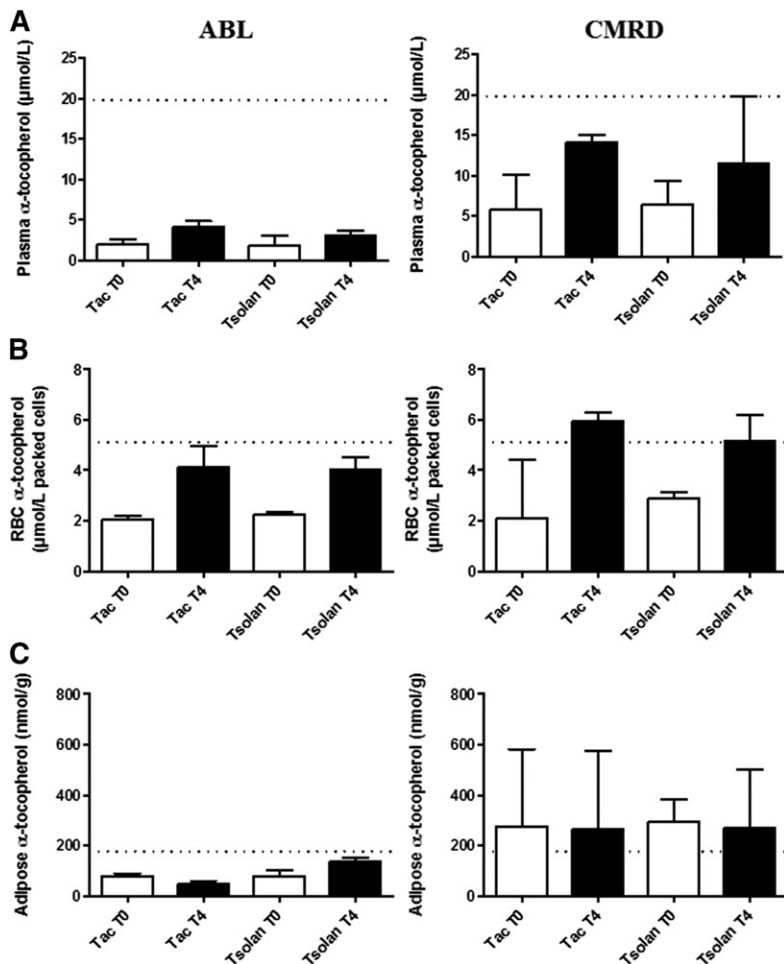 A
ABL
CMRD
Plasma α-tocopherol (µmol/L)
25
20
15
10
5
0
Tac T0
Tac T4
Tsolan T0
Tsolan T4
Plasma α-tocopherol (µmol/L)
25
20
15
10
5
0
Tac T0
Tac T4
Tsolan T0
Tsolan T4
B
RBC α-tocopherol
(µmol/L packed cells)
8
6
4
2
0
Tac T0
Tac T4
Tsolan T0
Tsolan T4
RBC α-tocopherol
(µmol/L packed cells)
8
6
4
2
0
Tac T0
Tac T4
Tsolan T0
Tsolan T4
C
Adipose α-tocopherol (nmol/g)
800
600
400
200
0
Tac T0
Tac T4
Tsolan T0
Tsolan T4
Adipose α-tocopherol (nmol/g)
800
600
400
200
0
Tac T0
Tac T4
Tsolan T0
Tsolan T4